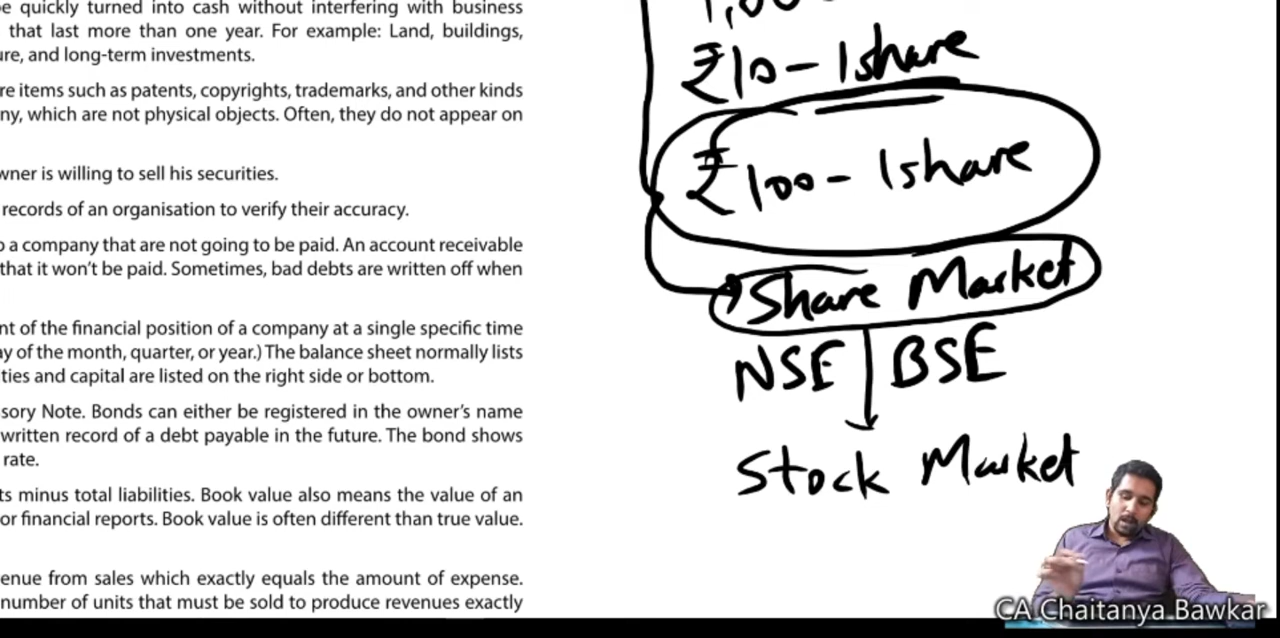 e quickly turned into cash without interfering with business
that last more than one year. For example: Land, buildings,
ure, and long-term investments.
re items such as patents, copyrights, trademarks, and other kinds
ny, which are not physical objects. Often, they do not appear on
wner is willing to sell his securities.
records of an organisation to verify their accuracy.
o a company that are not going to be paid. An account receivable
that it won't be paid. Sometimes, bad debts are written off when
nt of the financial position of a company at a single specific time
ay of the month, quarter, or year.) The balance sheet normally lists
ties and capital are listed on the right side or bottom.
sory Note. Bonds can either be registered in the owner's name
written record of a debt payable in the future. The bond shows
rate.
ts minus total liabilities. Book value also means the value of an
or financial reports. Book value is often different than true value.
enue from sales which exactly equals the amount of expense.
number of units that must be sold to produce revenues exactly
₹10 - 1share
₹100 - 1share
Share Market
NSE BSE
Stock Market
CA Chaitanya Bawkar